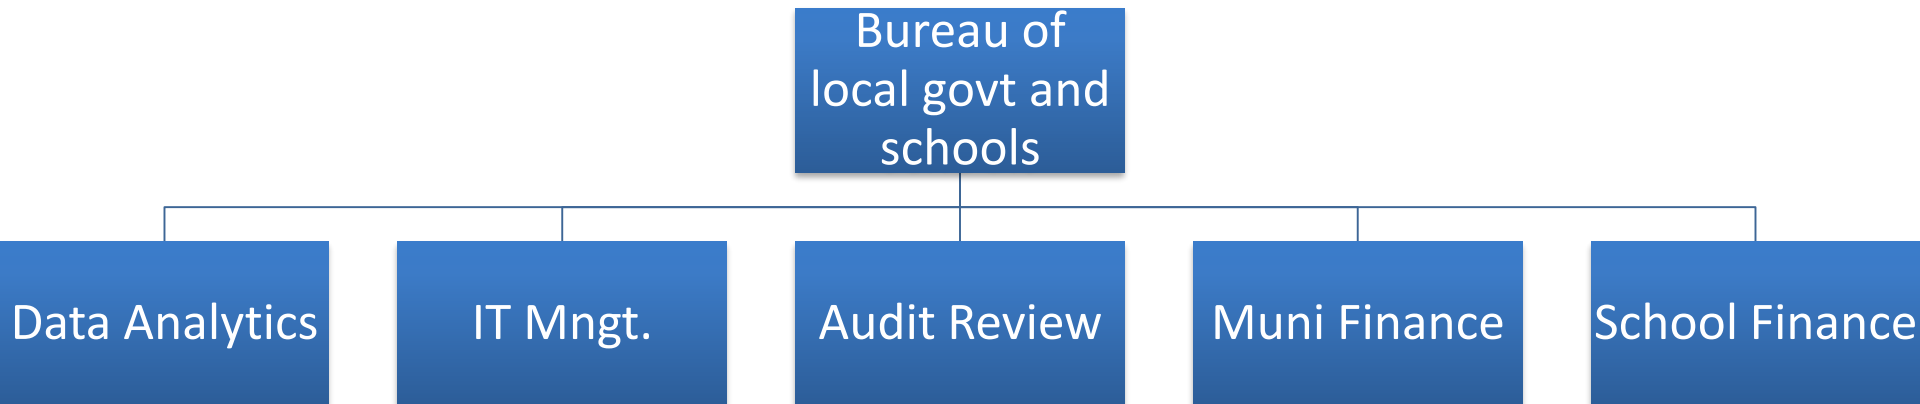 Bureau of
local govt and
schools
Data Analytics
IT Mngt.
Audit Review
Muni Finance
School Finance